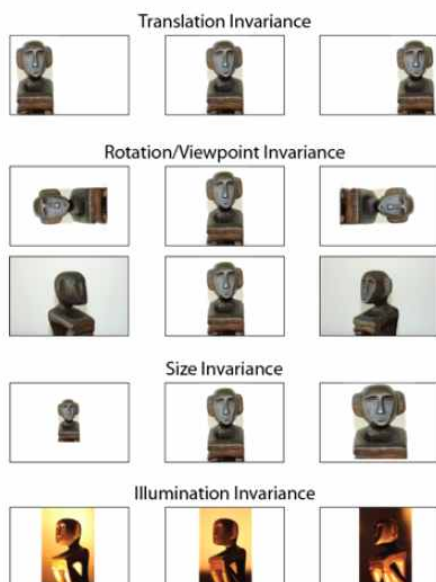 Translation Invariance
Rotation/Viewpoint Invariance
Size Invariance
Illumination Invariance